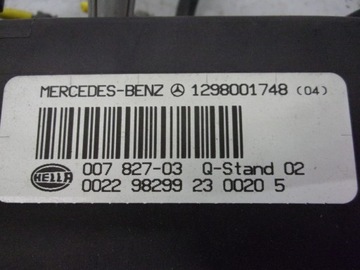 MERCEDES-BENZ 1298001748 (04)
007 827-03 Q-Stand 02
HELLA 0022 98299 23 0020 5